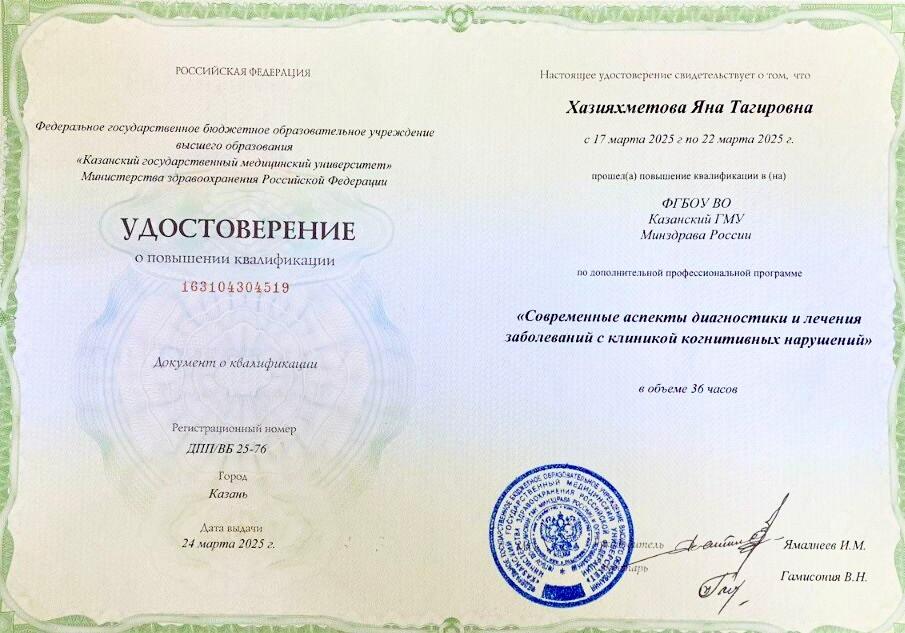 РОССИЙСКАЯ ФЕДЕРАЦИЯ
Федеральное государственное бюджетное образовательное учреждение
высшего образования
«Казанский государственный медицинский университет»
Министерства здравоохранения Российской Федерации
УДОСТОВЕРЕНИЕ
о повышении квалификации
163104304519
Документ о квалификации
Регистрационный номер
ДПП/ВБ 25-76
Город
Казань
Дата выдачи
24 марта 2025 г.
Настоящее удостоверение свидетельствует о том, что
Хазияхметова Яна Тагировна
с 17 марта 2025 г по 22 марта 2025 г.
прошел(а) повышение квалификации в (на)
ФГБОУ ВО
Казанский ГМУ
Минздрава России
по дополнительной профессиональной программе
«Современные аспекты диагностики и лечения
заболеваний с клиникой когнитивных нарушений»
в объеме 36 часов
Ямалнеев И.М.
Гамисония В.Н.